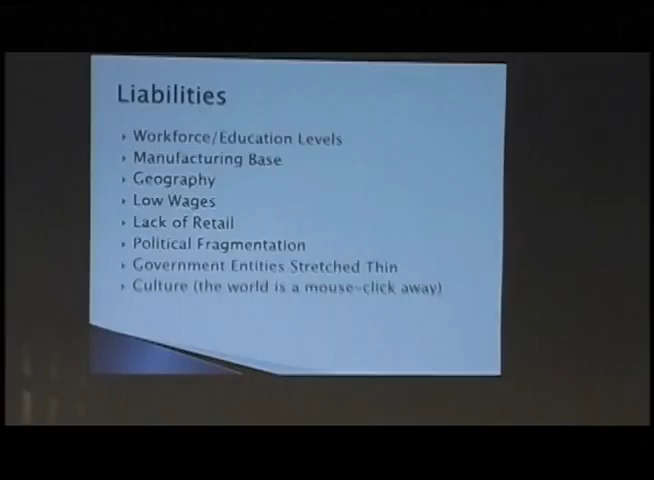 Liabilities
Workforce/Education Levels
Manufacturing Base
Geography
Low Wages
Lack of Retail
Political Fragmentation
Government Entities Stretched Thin
Culture (the world is a mouse-click away)